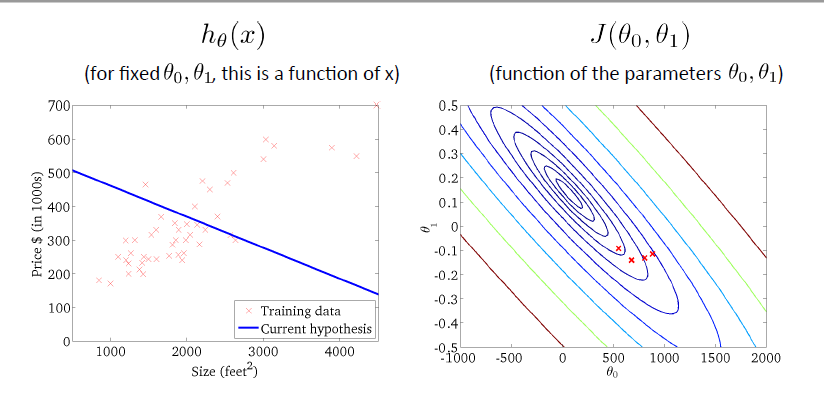 hθ(x)
(for fixed θ₀, θ₁, this is a function of x)
700
600
500
400
300
200
100
0
Price $ (in 1000s)
1000 2000 3000 4000
Size (feet²)
Training data
Current hypothesis
J(θ₀, θ₁)
(function of the parameters θ₀, θ₁)
0.5
0.4
0.3
0.2
0.1
0
-0.1
-0.2
-0.3
-0.4
-0.5
θ₁
-1000 -500 0 500 1000 1500 2000
θ₀